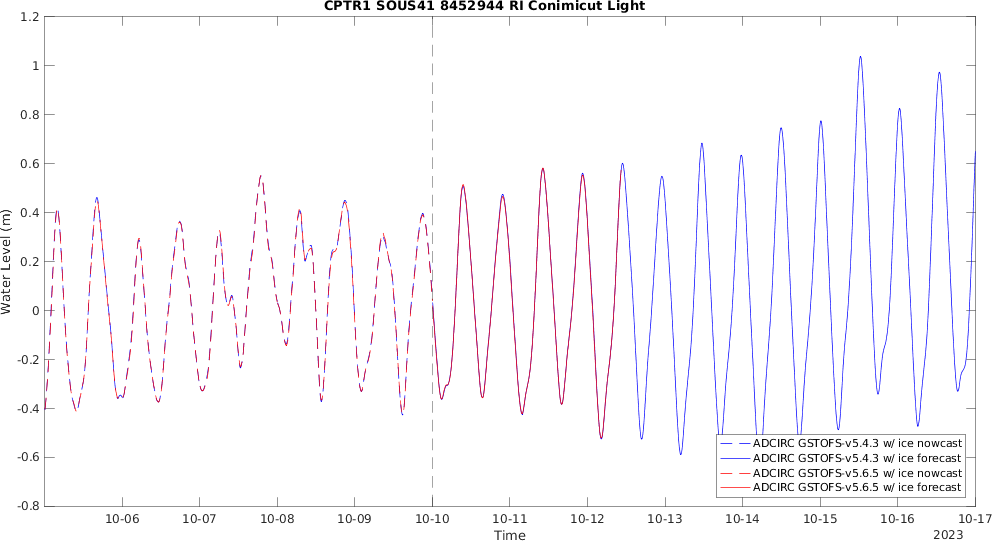 CPTR1 SOUS41 8452944 RI Conimicut Light
1.2
1
0.8
0.6
0.4
0.2
0
-0.2
-0.4
-0.6
-0.8
Water Level (m)
ADCIRC GSTOFS-v5.4.3 w/ ice nowcast
ADCIRC GSTOFS-v5.4.3 w/ ice forecast
ADCIRC GSTOFS-v5.6.5 w/ ice nowcast
ADCIRC GSTOFS-v5.6.5 w/ ice forecast
10-06 10-07 10-08 10-09 10-10 10-11 10-12 10-13 10-14 10-15 10-16 10-17
Time
2023